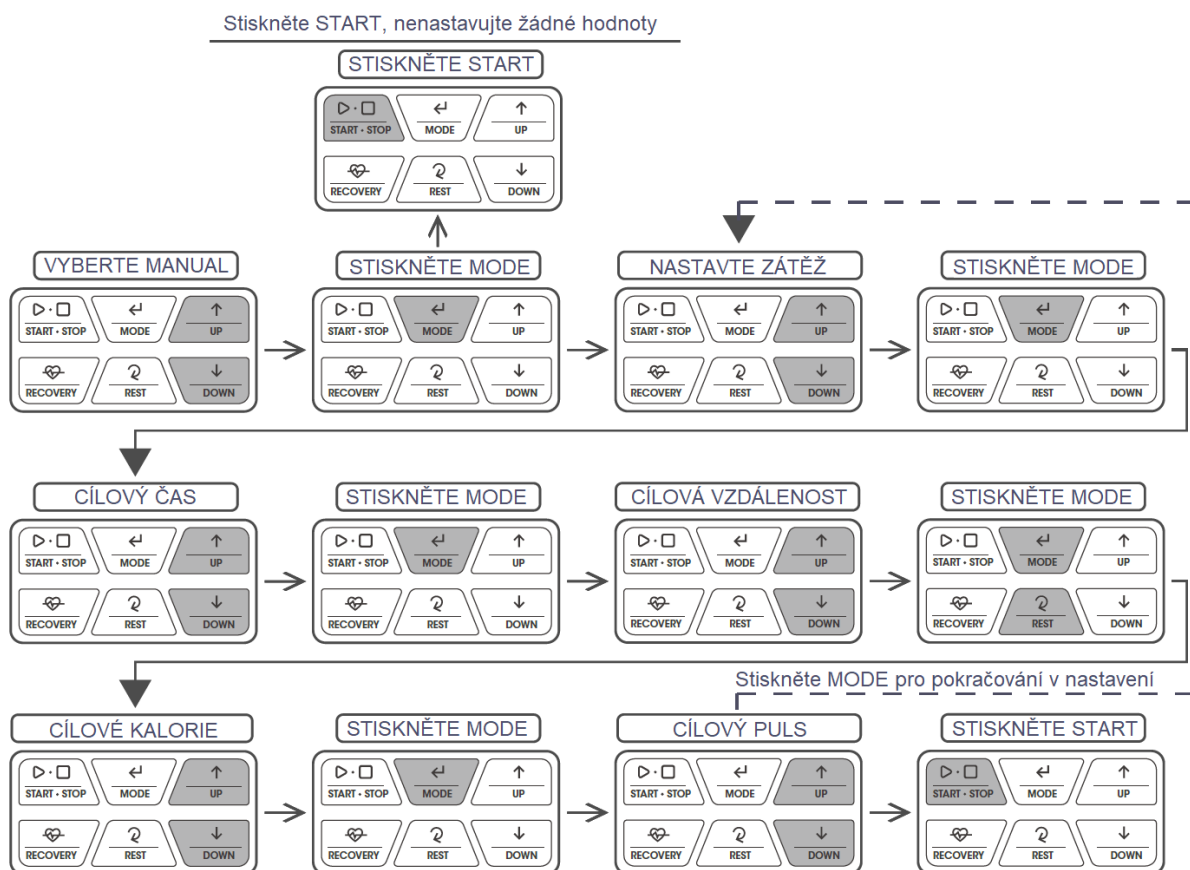 Stiskněte START, nenastavujte žádné hodnoty
STISKNĚTE START
START • STOP MODE UP
RECOVERY REST DOWN
VYBERTE MANUAL STISKNĚTE MODE NASTAVTE ZÁTĚŽ STISKNĚTE MODE
START • STOP MODE UP START • STOP MODE UP START • STOP MODE UP START • STOP MODE UP
RECOVERY REST DOWN RECOVERY REST DOWN RECOVERY REST DOWN RECOVERY REST DOWN
CÍLOVÝ ČAS STISKNĚTE MODE CÍLOVÁ VZDÁLENOST STISKNĚTE MODE
START • STOP MODE UP START • STOP MODE UP START • STOP MODE UP START • STOP MODE UP
RECOVERY REST DOWN RECOVERY REST DOWN RECOVERY REST DOWN RECOVERY REST DOWN
Stiskněte MODE pro pokračování v nastavení
CÍLOVÉ KALORIE STISKNĚTE MODE CÍLOVÝ PULS STISKNĚTE START
START • STOP MODE UP START • STOP MODE UP START • STOP MODE UP START • STOP MODE UP
RECOVERY REST DOWN RECOVERY REST DOWN RECOVERY REST DOWN RECOVERY REST DOWN